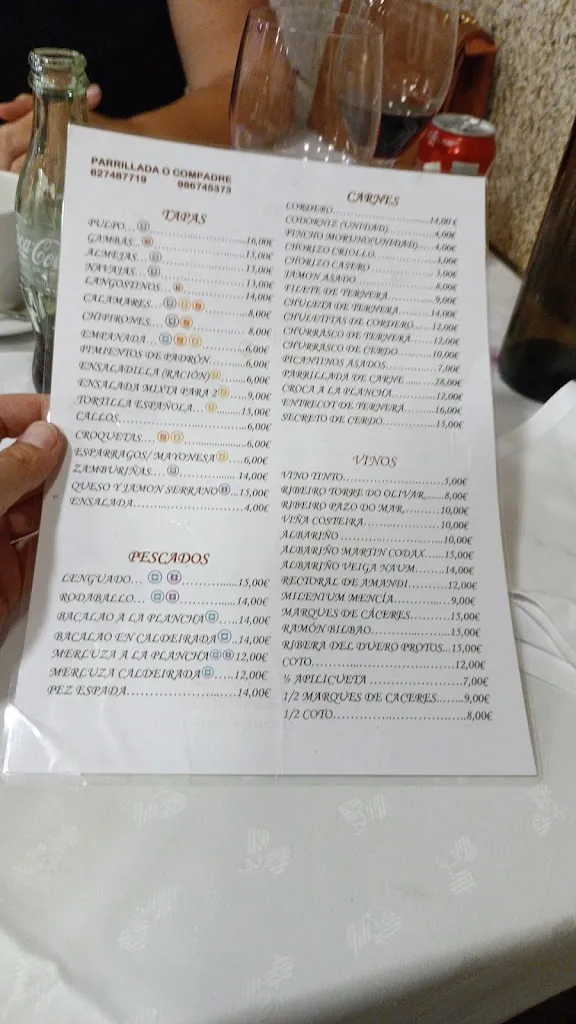 PARRILLADA O COMPADRE
627487719 986745373
TAPAS
PULPO...................16,00€
GAMBAS...................15,00€
ALMEJAS...................15,00€
NAVAJAS...................13,00€
LANGOSTINOS...................14,00€
CALAMARES...................8,00€
CHIPIRONES...................8,00€
EMPANADA...................6,00€
PIMIENTOS DE PADRÓN............6,00€
ENSALADILLA (RACIÓN)......6,00€
ENSALADA MIXTA PARA 2....9,00€
TORTILLA ESPAÑOLA..........15,00€
CALLOS...................6,00€
CROQUETAS...................6,00€
ESPARRAGOS/ MAYONESA....6,00€
ZAMBURIÑAS............14,00€
QUESO Y JAMON SERRANO...15,00€
ENSALADA...................4,00€
PESCADOS
LENGUADO...............15,00€
RODABALLO...............14,00€
BACALAO A LA PLANCHA.....14,00€
BACALAO EN CALDEIRADA..14,00€
MERLUZA A LA PLANCHA 12,00€
MERLUZA CALDEIRADA.....12,00€
PEZ ESPADA...................14,00€
CARNES
CORDERO...................14,00 €
CODORNIZ (UNIDAD)............4,00€
PINCHO MORUNO(UNIDAD)....4,00€
CHORIZO CRIOLLO............3,00€
CHORIZO CASERO............3,00€
JAMON ASADO............8,00€
FILETE DE TERNERA............9,00€
CHULETA DE TERNERA............14,00€
CHULETITAS DE CORDERO...12,00€
CHURRASCO DE TERNERA.....12,00€
CHURRASCO DE CERDO.........10,00€
PICANTINOS ASADOS............7,00€
PARRILLADA DE CARNE........28,00€
CROCA A LA PLANCHA..........12,00€
ENTRECOT DE TERNERA........16,00€
SECRETO DE CERDO............15,00€
VINOS
VINO TINTO...................5,00€
RIBEIRO TORRE DO OLIVAR.......8,00€
RIBEIRO PAZO DO MAR..........10,00€
VIÑA COSTEIRA...............10,00€
ALBARIÑO ...................10,00€
ALBARIÑO MARTIN CODAX....15,00€
ALBARIÑO VEIGA NAUM.......14,00€
RECTORAL DE AMANDI.........12,00€
MILENIUM MENCÍA............9,00€
MARQUES DE CÁCERES.........15,00€
RAMÓN BILBAO...............15,00€
RIBERA DEL DUERO PROTOS...15,00€
COTO...................12,00€
½ APILICUETA ...............7,00€
1/2 MARQUES DE CACERES.......9,00€
1/2 COTO...................8,00€
Coca-Cola